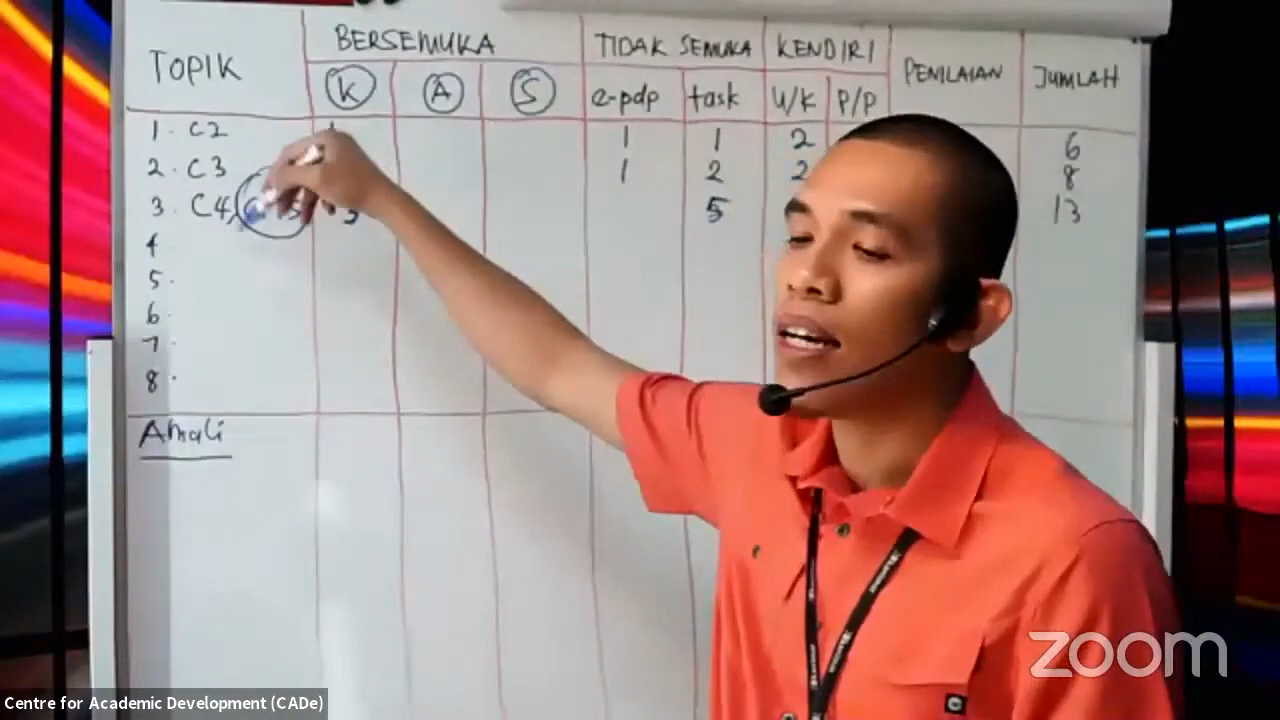 TOPIK BERSEMUKA TIDAK SEMUKA KENDIRI PENILAIAN JUMLAH
K A S e-pdp task U/K P/P
1. C2 1 1 2 6
2. C3 1 2 2 8
3. C4, 5 13
4
5.
6.
7.
8.
Amali
zoom
Centre for Academic Development (CADe)